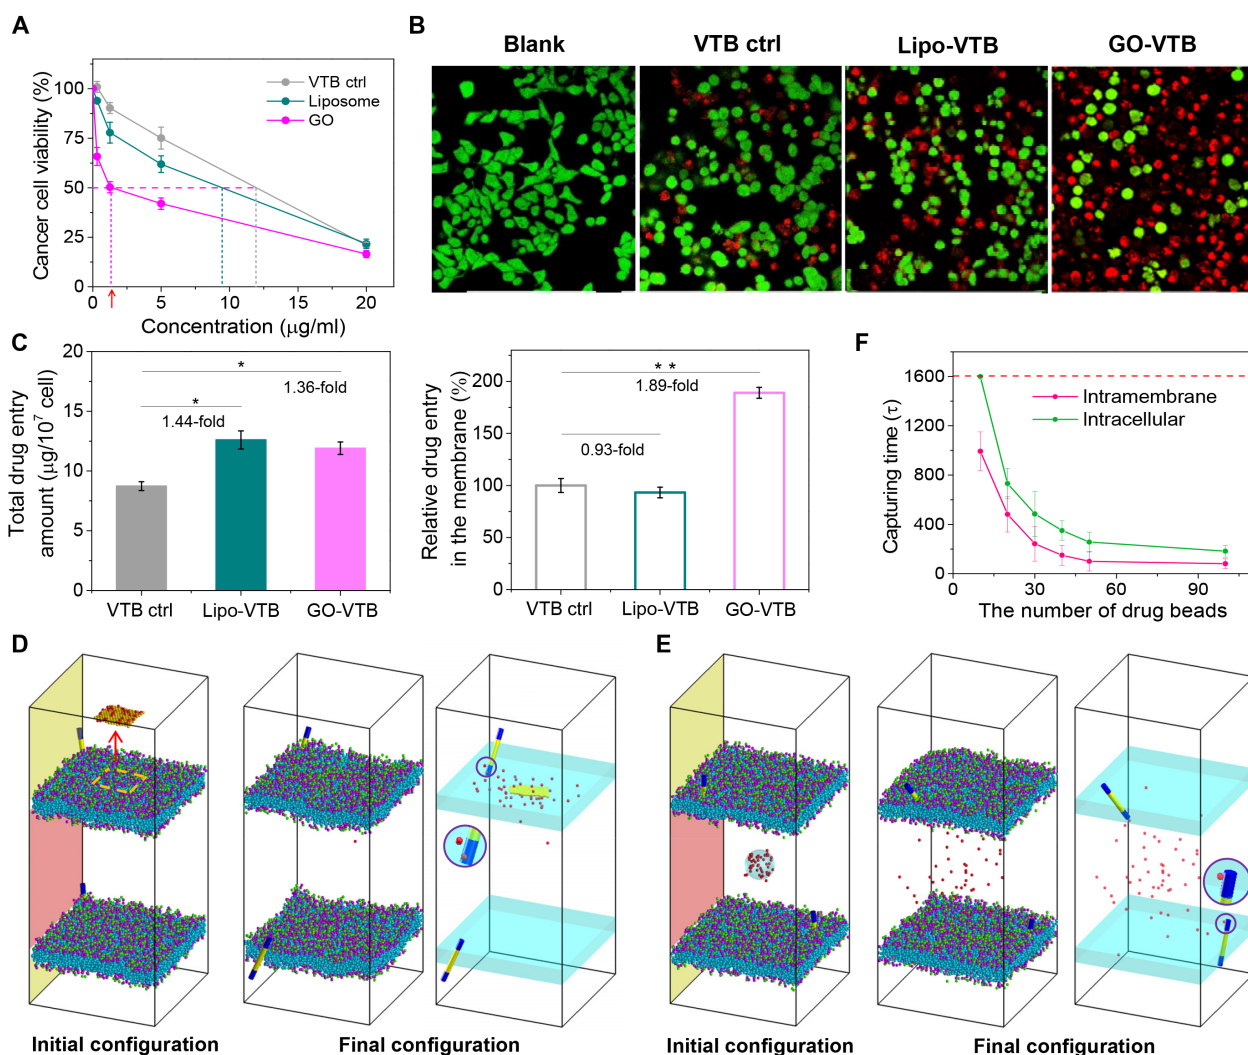 A
Cancer cell viability (%)
100
75
50
25
0
VTB ctrl
Liposome
GO
0
5
10
15
20
Concentration (μg/ml)
B
Blank
VTB ctrl
Lipo-VTB
GO-VTB
C
Total drug entry
amount (μg/10⁷ cell)
20
15
10
5
0
*
1.36-fold
*
1.44-fold
VTB ctrl
Lipo-VTB
GO-VTB
Relative drug entry
in the membrane (%)
200
150
100
50
0
* *
1.89-fold
0.93-fold
VTB ctrl
Lipo-VTB
GO-VTB
F
Capturing time (τ)
1600
1200
800
400
0
Intramembrane
Intracellular
0
30
60
90
The number of drug beads
D
Initial configuration
Final configuration
E
Initial configuration
Final configuration